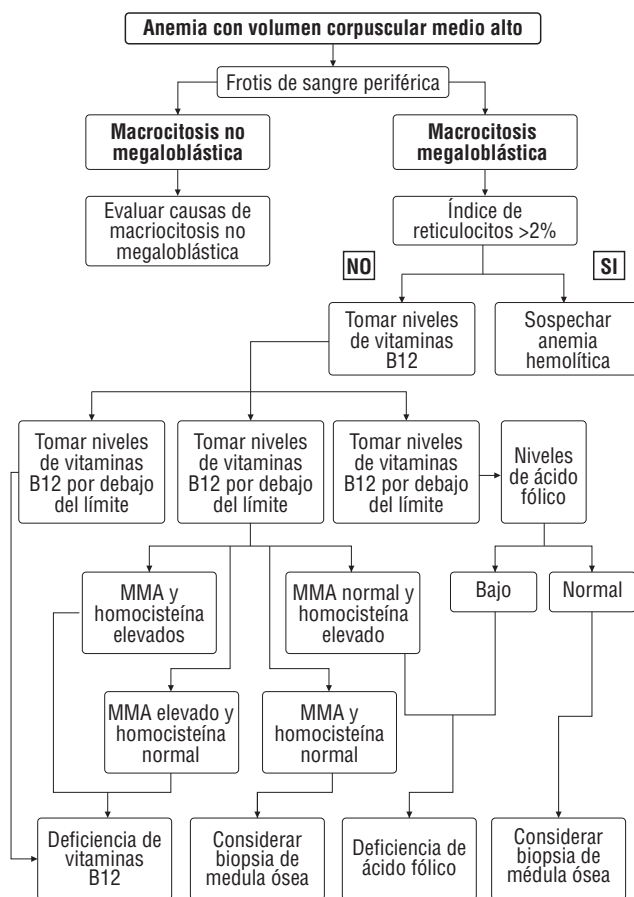 Anemia con volumen corpuscular medio alto
Frotis de sangre periférica
Macrocitosis no
megaloblástica
Macrocitosis
megaloblástica
Evaluar causas de
macriocitosis no
megaloblástica
Índice de
reticulocitos >2%
NO
SI
Tomar niveles
de vitaminas
B12
Sospechar
anemia
hemolítica
Tomar niveles
de vitaminas
B12 por debajo
del límite
Tomar niveles
de vitaminas
B12 por debajo
del límite
Tomar niveles
de vitaminas
B12 por debajo
del límite
Niveles
de ácido
fólico
MMA y
homocisteína
elevados
MMA normal y
homocisteína
elevado
Bajo
Normal
MMA elevado y
homocisteína
normal
MMA y
homocisteína
normal
Deficiencia de
vitaminas
B12
Considerar
biopsia de
medula ósea
Deficiencia de
ácido fólico
Considerar
biopsia de
médula ósea